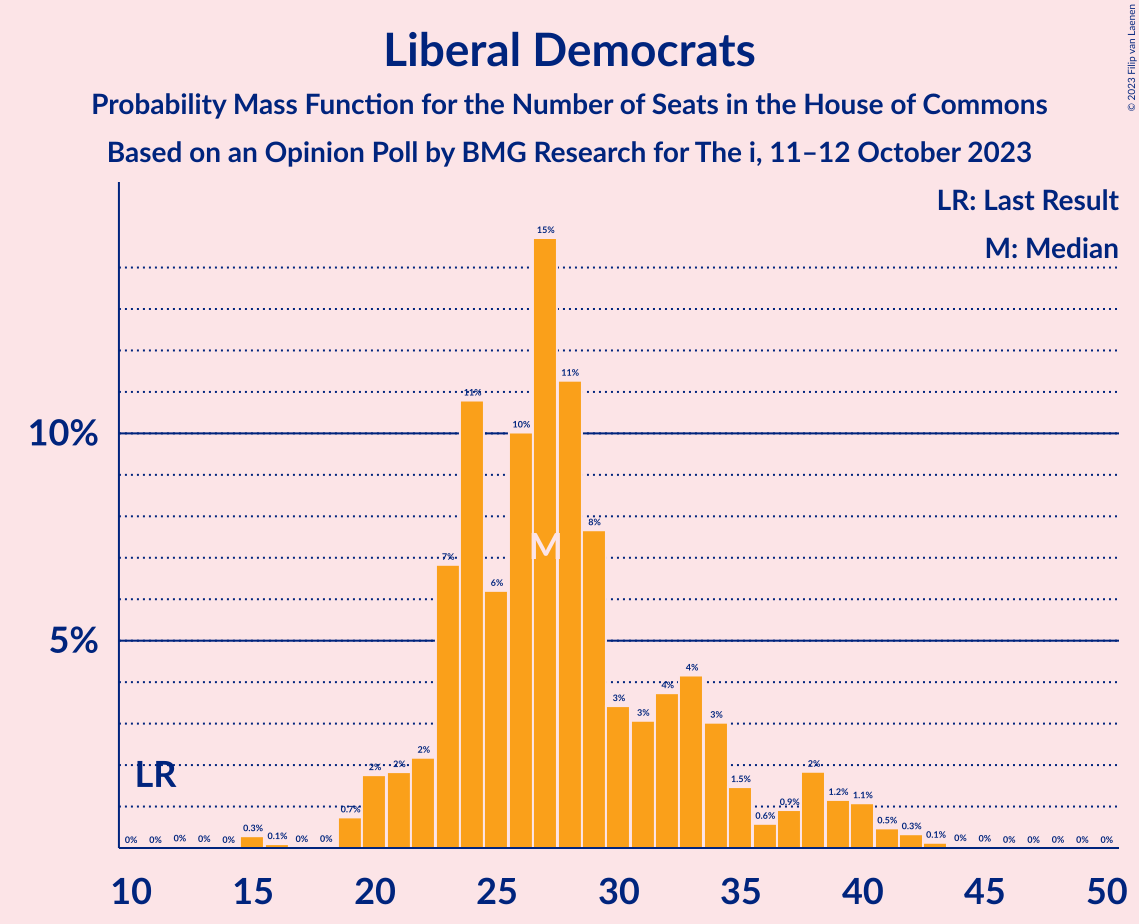 Liberal Democrats
Probability Mass Function for the Number of Seats in the House of Commons
Based on an Opinion Poll by BMG Research for The i, 11–12 October 2023
© 2023 Filip van Laenen
LR: Last Result
M: Median
10%
5%
LR
M
0% 0% 0% 0% 0% 0.3% 0.1% 0% 0% 0.7% 2% 2% 2% 7% 11% 6% 10% 15% 11% 8% 3% 3% 4% 4% 3% 1.5% 0.6% 0.9% 2% 1.2% 1.1% 0.5% 0.3% 0.1% 0% 0% 0% 0% 0% 0% 0%
10 15 20 25 30 35 40 45 50